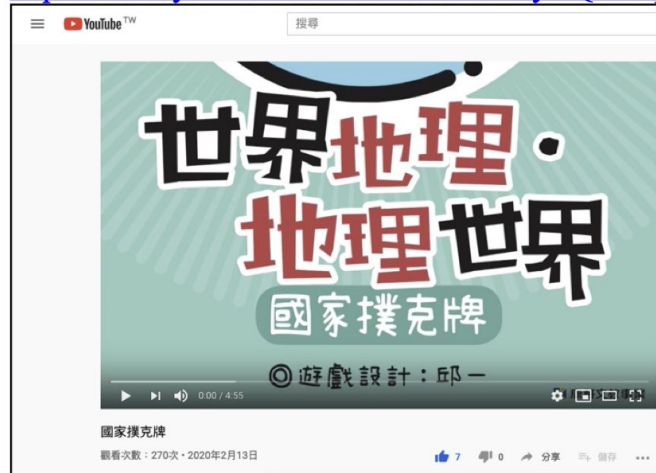 YouTube TW
搜尋
世界地理・
地理世界
國家撲克牌
◎遊戲設計：邱一
0:00 / 4:55
國家撲克牌
觀看次數：270次・2020年2月13日
7 0 分享 儲存